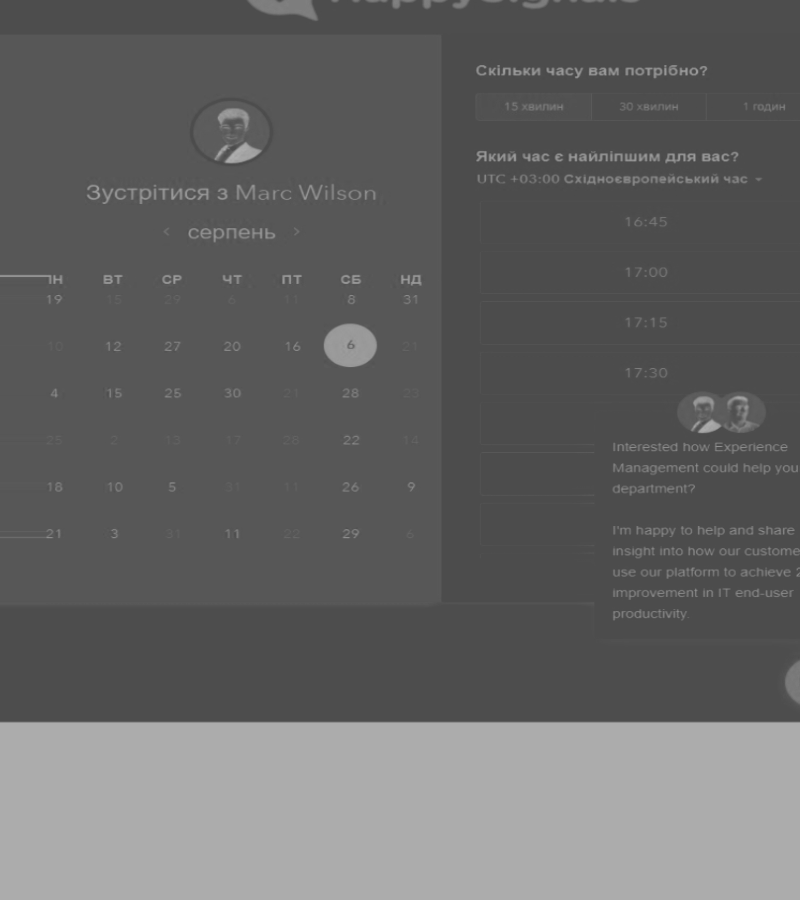 HappySignals
Зустрітися з Marc Wilson
< серпень >
ПН ВТ СР ЧТ ПТ СБ НД
19 15 29 6 11 8 31
10 12 27 20 16 6 21
4 15 25 30 21 28 23
25 2 13 17 28 22 14
18 10 5 31 11 26 9
21 3 31 11 22 29 6
Скільки часу вам потрібно?
15 хвилин 30 хвилин 1 годин
Який час є найліпшим для вас?
UTC +03:00 Східноєвропейський час
16:45
17:00
17:15
17:30
Interested how Experience
Management could help you
department?
I'm happy to help and share
insight into how our custome
use our platform to achieve 2
improvement in IT end-user
productivity.